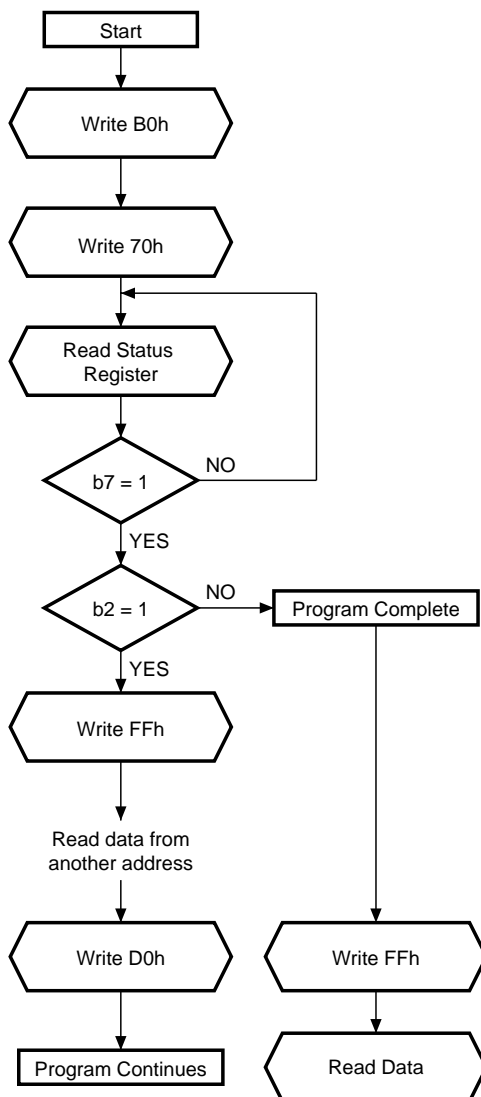 Start
Write B0h
Write 70h
Read Status
Register
b7 = 1
NO
YES
b2 = 1
NO
Program Complete
YES
Write FFh
Read data from
another address
Write D0h
Write FFh
Program Continues
Read Data